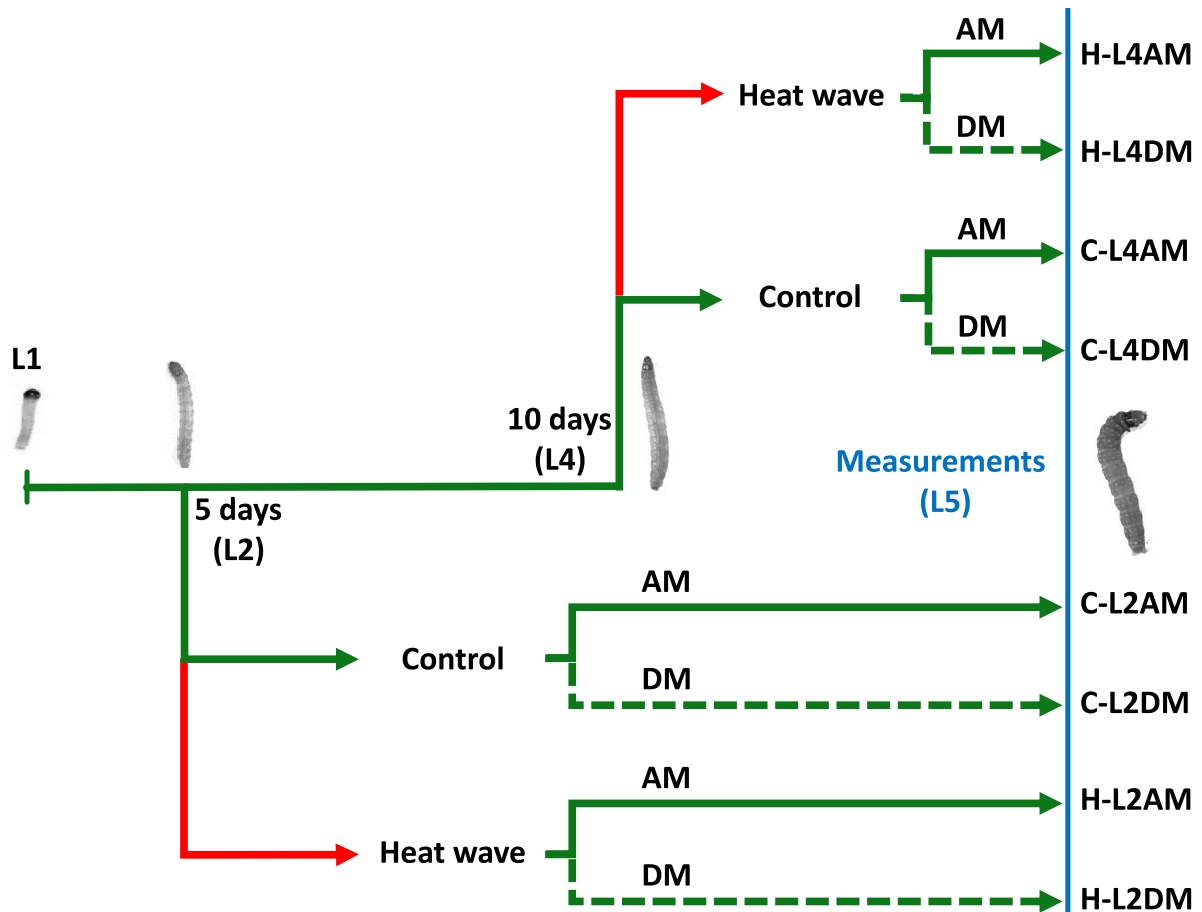 AM
H-L4AM
Heat wave
DM
H-L4DM
AM
C-L4AM
Control
DM
C-L4DM
L1
10 days
(L4)
Measurements
(L5)
5 days
(L2)
AM
C-L2AM
Control
DM
C-L2DM
AM
H-L2AM
Heat wave
DM
H-L2DM